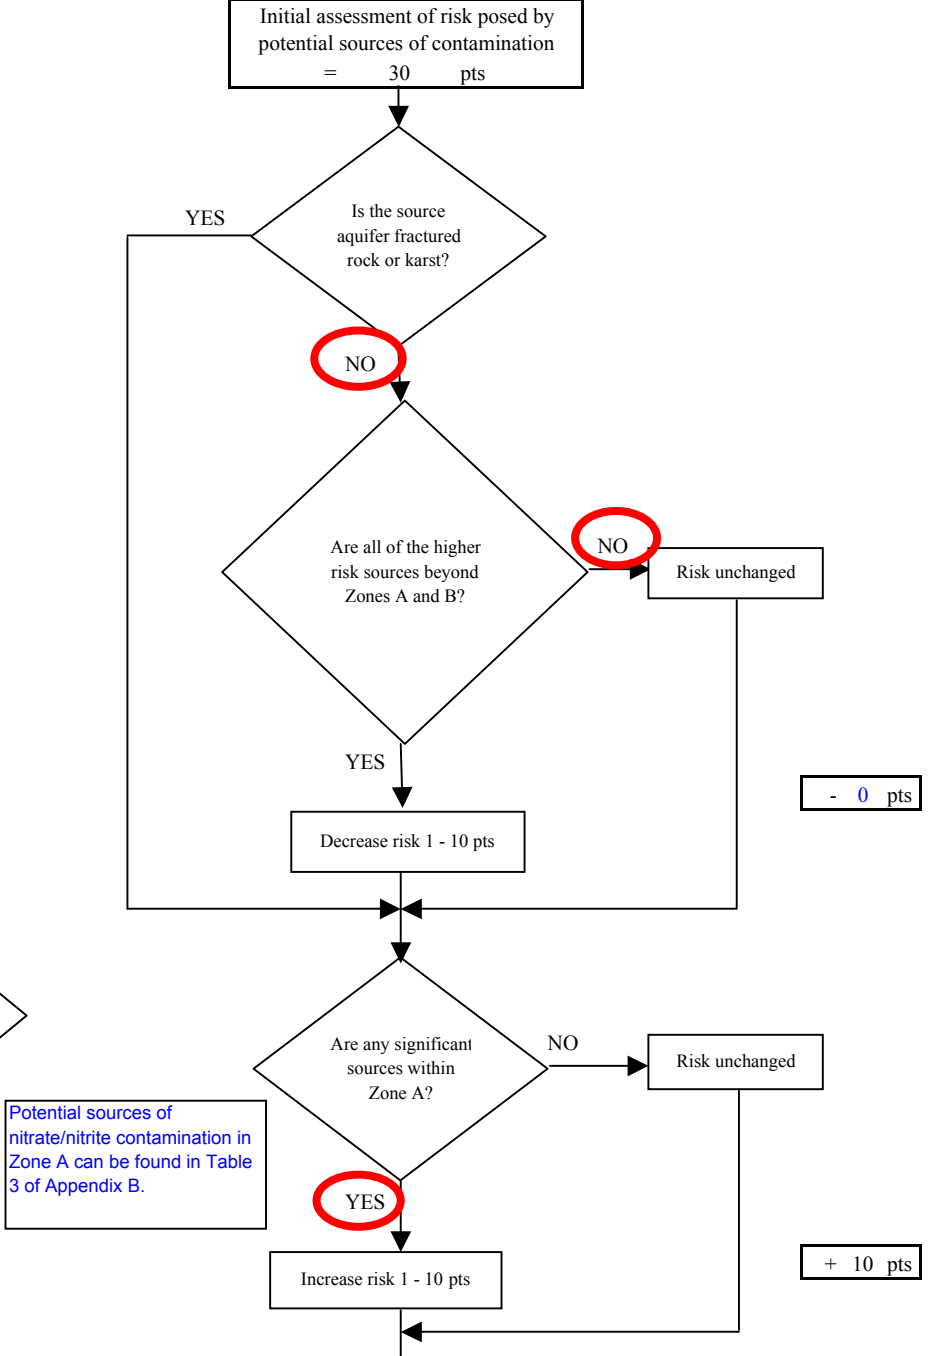 Initial assessment of risk posed by
potential sources of contamination
= 30 pts
Is the source
aquifer fractured
rock or karst?
YES
NO
Are all of the higher
risk sources beyond
Zones A and B?
NO
Risk unchanged
YES
- 0 pts
Decrease risk 1 - 10 pts
Are any significant
sources within
Zone A?
NO
Risk unchanged
Potential sources of
nitrate/nitrite contamination in
Zone A can be found in Table
3 of Appendix B.
YES
+ 10 pts
Increase risk 1 - 10 pts